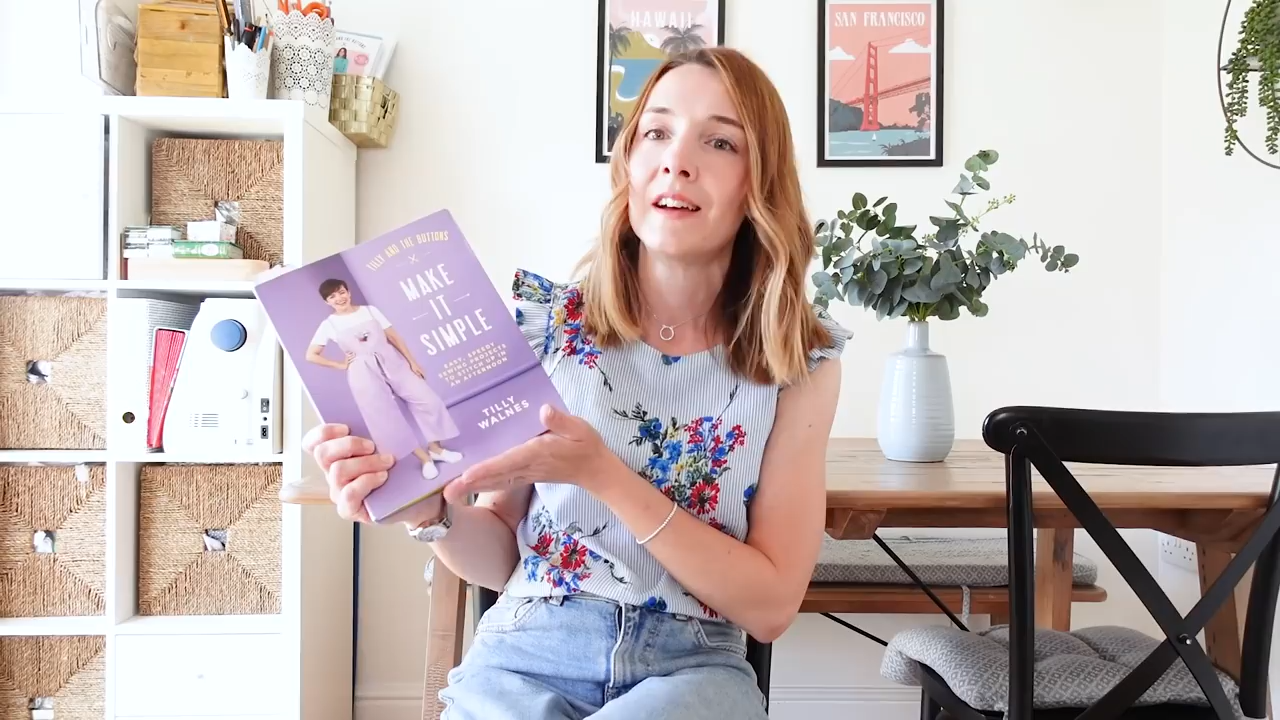 HAWAII
SAN FRANCISCO
TILLY AND THE BUTTONS
MAKE
IT
SIMPLE
EASY, SPEEDY
SEWING PROJECTS
TO STITCH UP IN
AN AFTERNOON
TILLY
WALNES